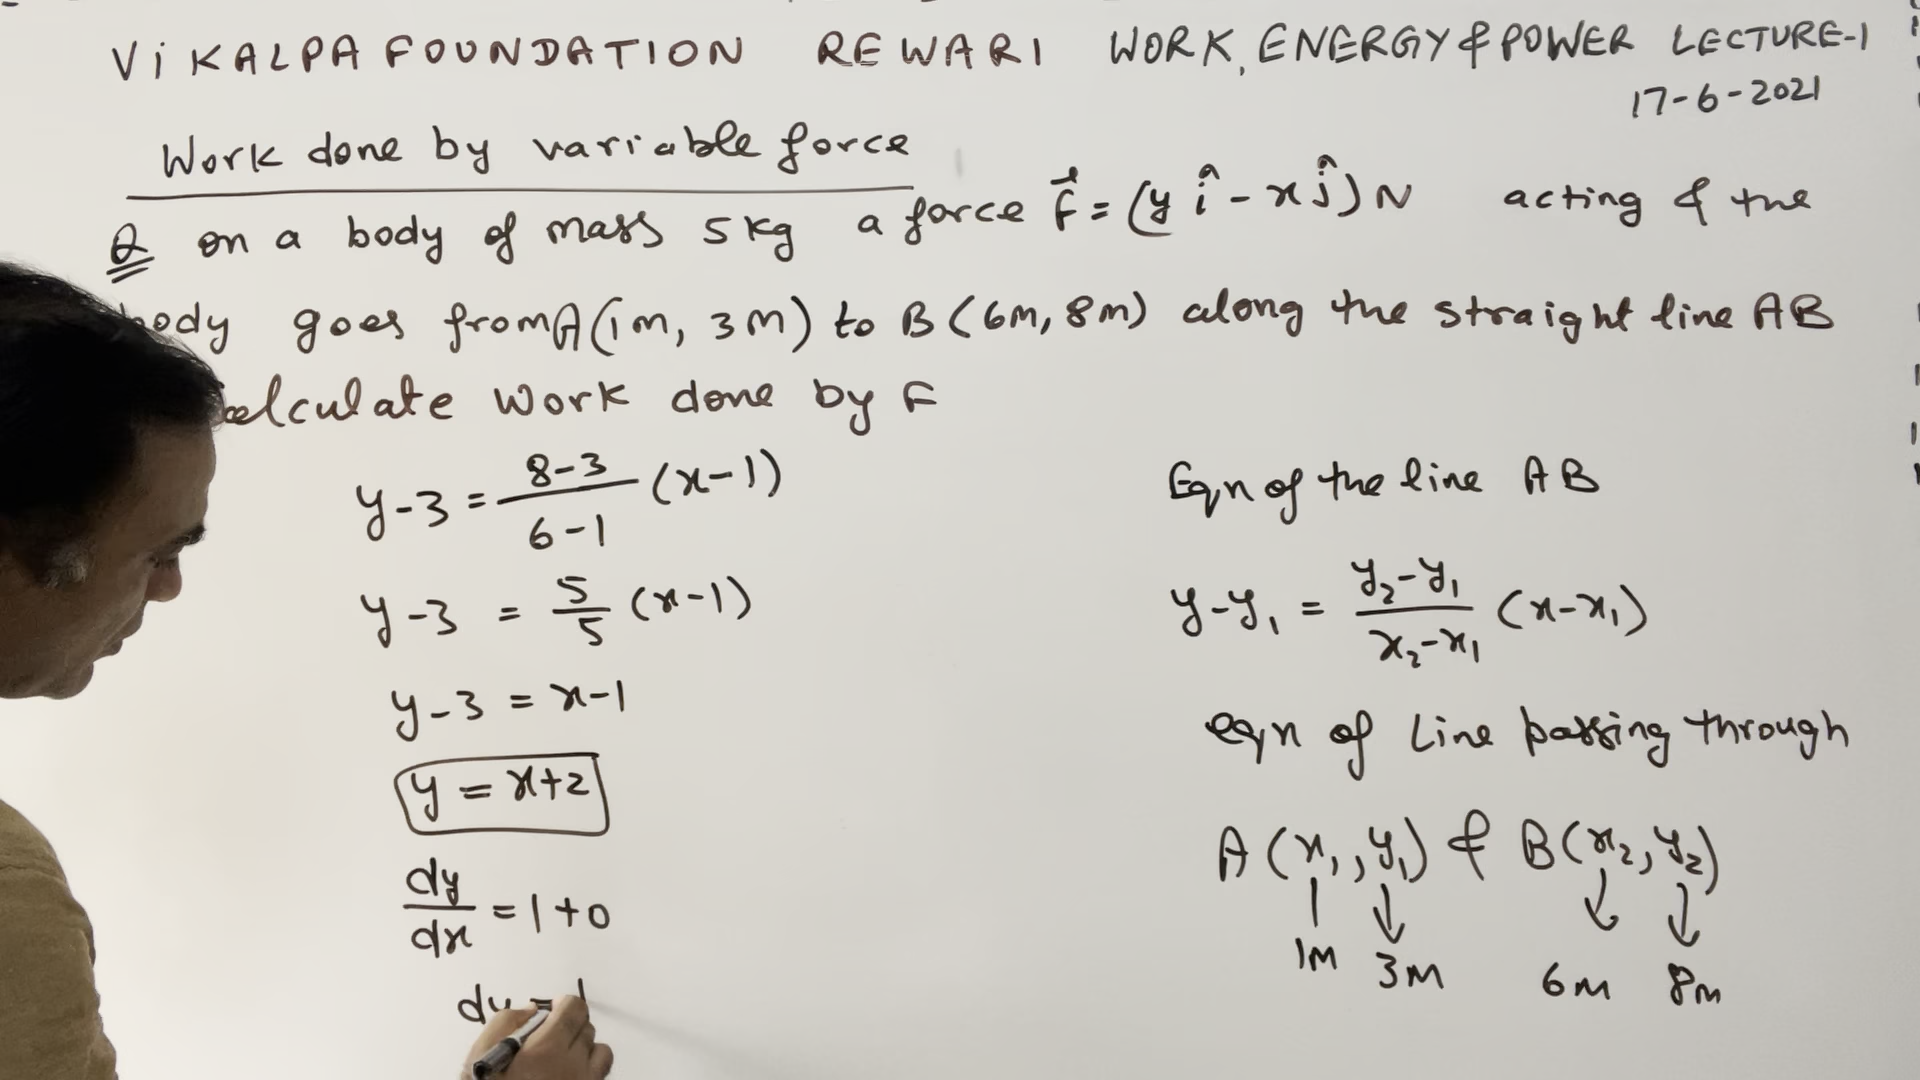 Vi KALPA FOUNDATION REWARI WORK, ENERGY & POWER LECTURE-1
17-6-2021
Work done by variable force
Q on a body of mass 5kg a force F⃗ = (y î - x ĵ) N acting & the
body goes from A(1m, 3m) to B(6m, 8m) along the straight line AB
calculate work done by F
y-3 = (8-3)/(6-1) (x-1)
y-3 = 5/5 (x-1)
y-3 = x-1
y = x+2
dy/dx = 1+0
Eqn of the line AB
y-y₁ = (y₂-y₁)/(x₂-x₁) (x-x₁)
eqn of Line passing through
A(x₁, y₁) & B(x₂, y₂)
1m 3m 6m 8m